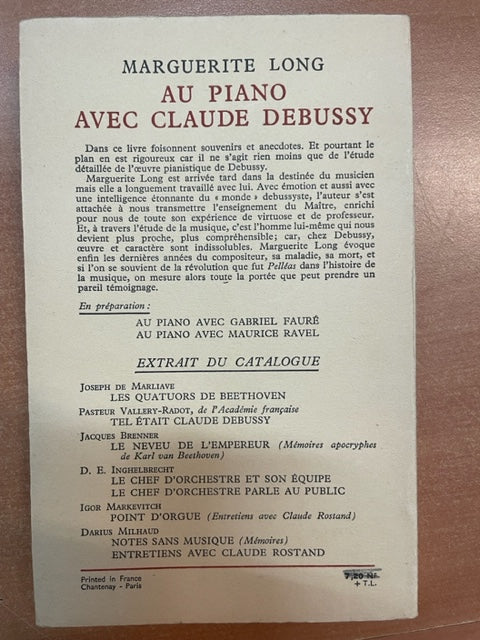 MARGUERITE LONG
AU PIANO
AVEC CLAUDE DEBUSSY
Dans ce livre foisonnent souvenirs et anecdotes. Et pourtant le
plan en est rigoureux car il ne s'agit rien moins que de l'étude
détaillée de l'œuvre pianistique de Debussy.
Marguerite Long est arrivée tard dans la destinée du musicien
mais elle a longuement travaillé avec lui. Avec émotion et aussi avec
une intelligence étonnante du « monde » debussyste, l'auteur s'est
attachée à nous transmettre l'enseignement du Maître, enrichi
pour nous de toute son expérience de virtuose et de professeur.
Et, à travers l'étude de la musique, c'est l'homme lui-même qui nous
devient plus proche, plus compréhensible; car, chez Debussy,
œuvre et caractère sont indissolubles. Marguerite Long évoque
enfin les dernières années du compositeur, sa maladie, sa mort, et
si l'on se souvient de la révolution que fut Pelléas dans l'histoire de
la musique, on mesure alors toute la portée que peut prendre un
pareil témoignage.
En préparation :
AU PIANO AVEC GABRIEL FAURÉ
AU PIANO AVEC MAURICE RAVEL
EXTRAIT DU CATALOGUE
JOSEPH DE MARLIAVE
LES QUATUORS DE BEETHOVEN
PASTEUR VALLERY-RADOT, de l'Académie française
TEL ÉTAIT CLAUDE DEBUSSY
JACQUES BRENNER
LE NEVEU DE L'EMPEREUR (Mémoires apocryphes
de Karl van Beethoven)
D. E. INGHELBRECHT
LE CHEF D'ORCHESTRE ET SON ÉQUIPE
LE CHEF D'ORCHESTRE PARLE AU PUBLIC
IGOR MARKEVITCH
POINT D'ORGUE (Entretiens avec Claude Rostand)
DARIUS MILHAUD
NOTES SANS MUSIQUE (Mémoires)
ENTRETIENS AVEC CLAUDE ROSTAND
Printed in France
Chantenay - Paris
7,20 NF
+ T.L.